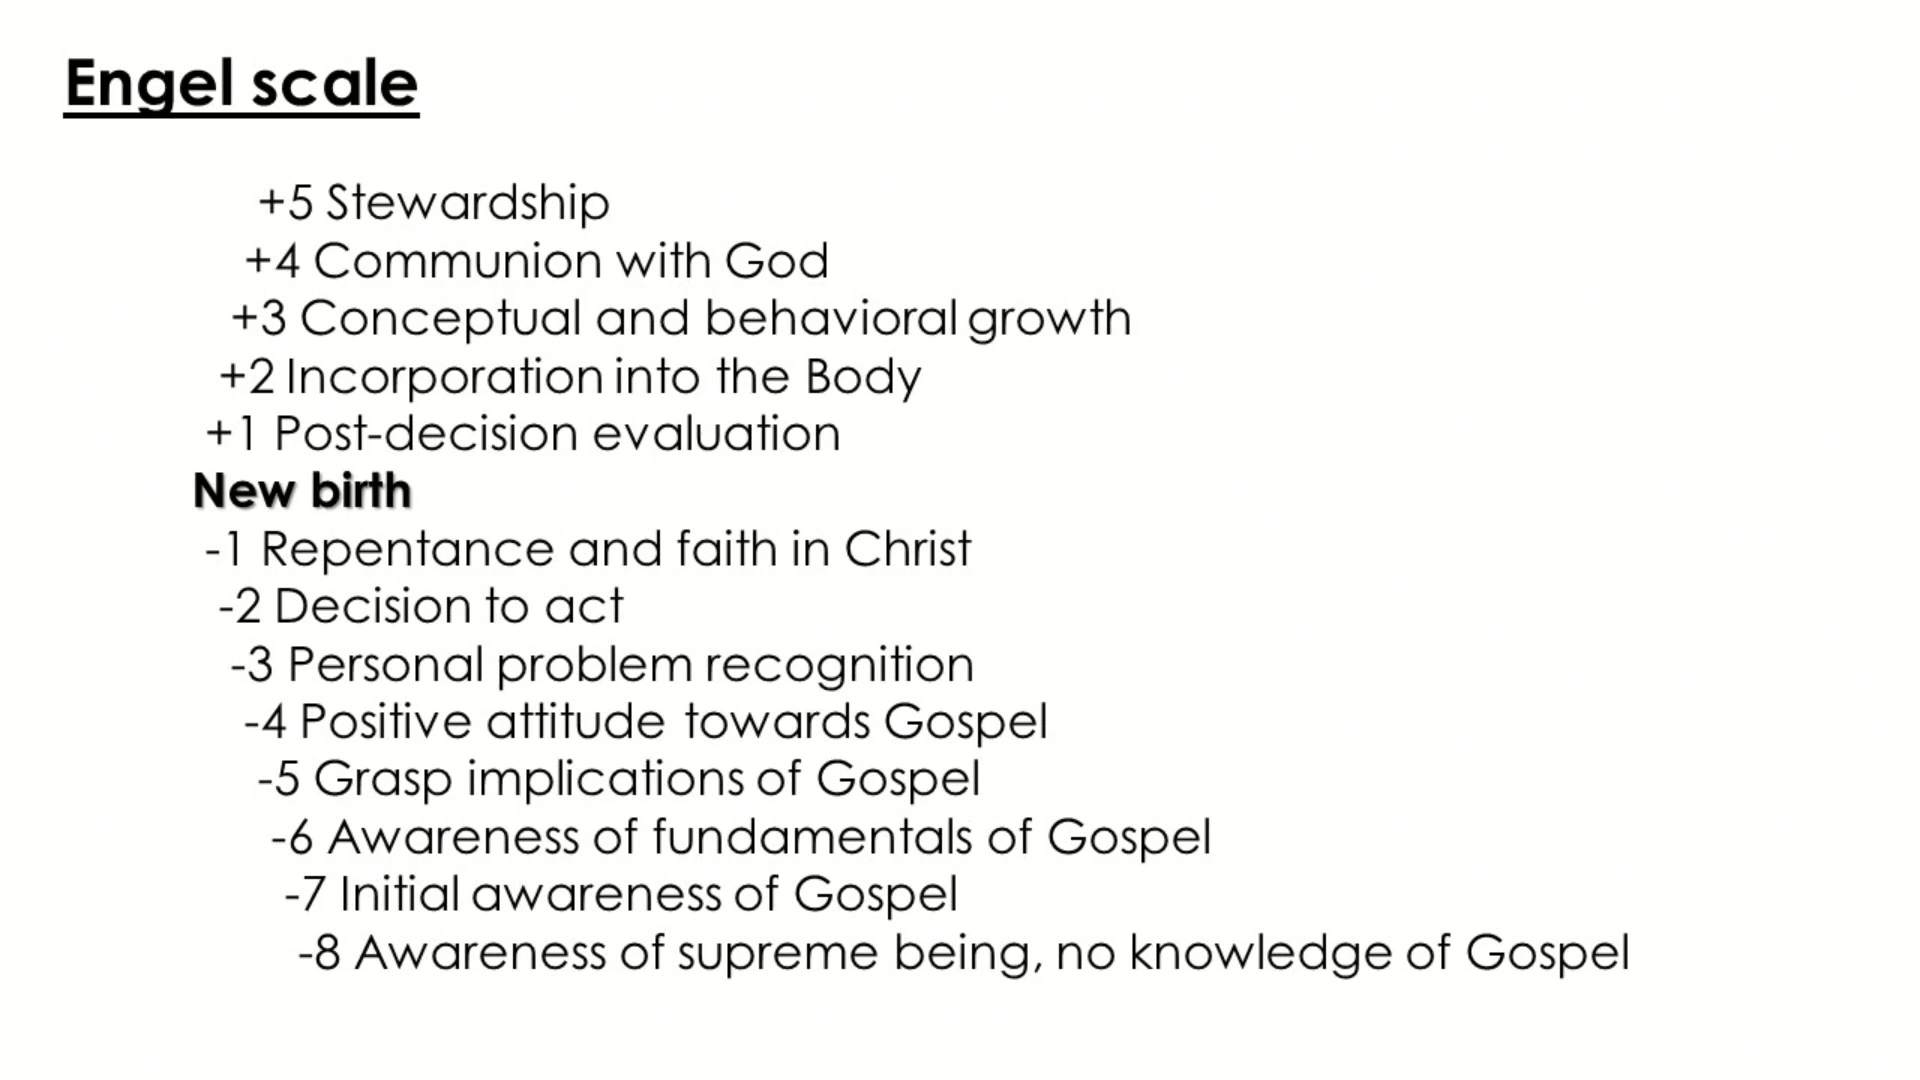 Engel scale
+5 Stewardship
+4 Communion with God
+3 Conceptual and behavioral growth
+2 Incorporation into the Body
+1 Post-decision evaluation
New birth
-1 Repentance and faith in Christ
-2 Decision to act
-3 Personal problem recognition
-4 Positive attitude towards Gospel
-5 Grasp implications of Gospel
-6 Awareness of fundamentals of Gospel
-7 Initial awareness of Gospel
-8 Awareness of supreme being, no knowledge of Gospel